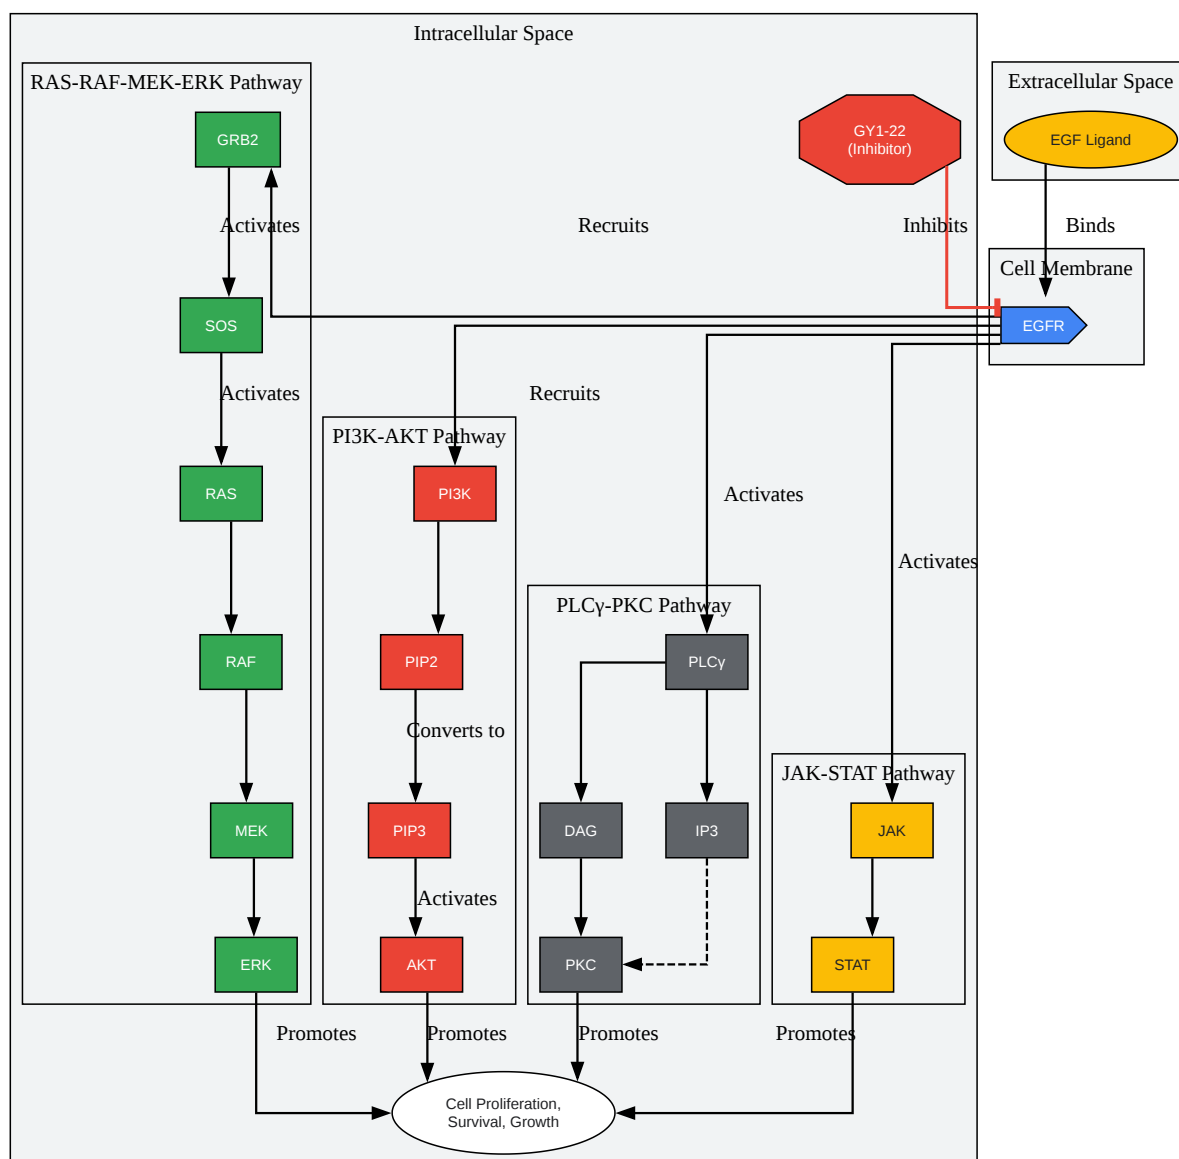 Intracellular Space
RAS-RAF-MEK-ERK Pathway
Extracellular Space
GRB2
GY1-22
(Inhibitor)
EGF Ligand
Activates
Recruits
Inhibits
Binds
Cell Membrane
SOS
EGFR
Activates
Recruits
PI3K-AKT Pathway
RAS
PI3K
Activates
Activates
PLCγ-PKC Pathway
RAF
PIP2
PLCγ
Converts to
JAK-STAT Pathway
MEK
PIP3
DAG
IP3
JAK
Activates
ERK
AKT
PKC
STAT
Promotes
Promotes
Promotes
Promotes
Cell Proliferation,
Survival, Growth